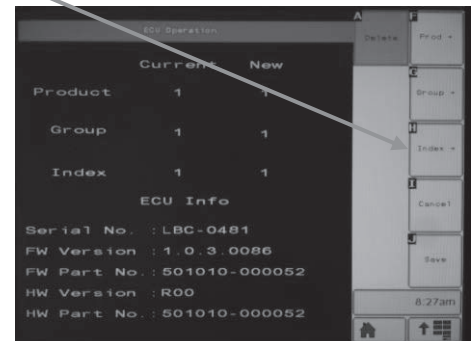 ECU Operation
Current New
Product 1 1
Group 1 1
Index 1 1
ECU Info
Serial No. :LBC-0481
FW Version :1.0.3.0086
FW Part No.:501010-000052
HW Version :R00
HW Part No.:501010-000052
A
Delete
F
Prod
G
Group
H
Index
I
Cancel
J
Save
8:27am